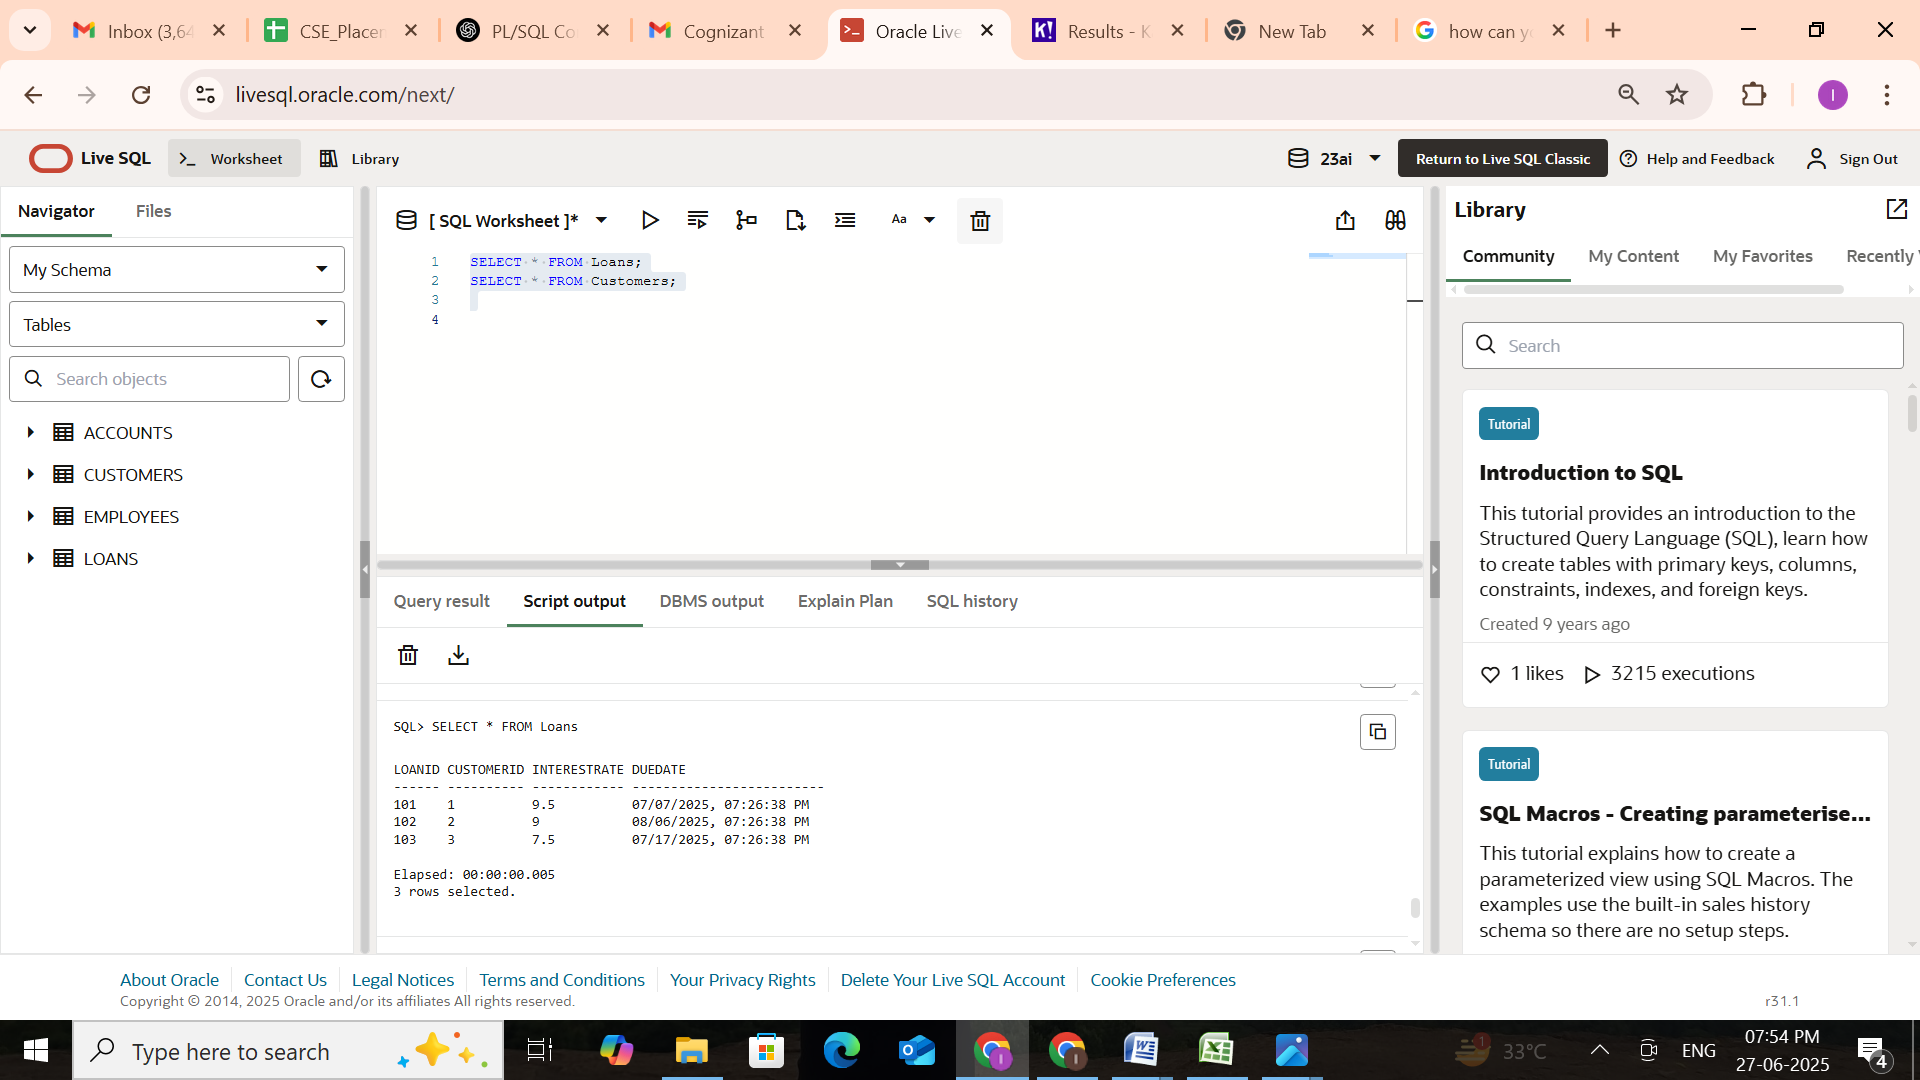 Inbox (3,64
CSE_Placem
PL/SQL Co
Cognizant
Oracle Live
Results - K
New Tab
how can yo
livesql.oracle.com/next/
Live SQL
Worksheet
Library
23ai
Return to Live SQL Classic
Help and Feedback
Sign Out
Navigator
Files
My Schema
Tables
Search objects
ACCOUNTS
CUSTOMERS
EMPLOYEES
LOANS
[ SQL Worksheet ]*
Aa
1 SELECT * FROM Loans;
2 SELECT * FROM Customers;
3
4
Query result
Script output
DBMS output
Explain Plan
SQL history
SQL> SELECT * FROM Loans
LOANID CUSTOMERID INTERESTRATE DUEDATE
------ ---------- ------------ -------------------------
101 1 9.5 07/07/2025, 07:26:38 PM
102 2 9 08/06/2025, 07:26:38 PM
103 3 7.5 07/17/2025, 07:26:38 PM
Elapsed: 00:00:00.005
3 rows selected.
Library
Community
My Content
My Favorites
Recently
Search
Tutorial
Introduction to SQL
This tutorial provides an introduction to the
Structured Query Language (SQL), learn how
to create tables with primary keys, columns,
constraints, indexes, and foreign keys.
Created 9 years ago
1 likes
3215 executions
Tutorial
SQL Macros - Creating parameterise...
This tutorial explains how to create a
parameterized view using SQL Macros. The
examples use the built-in sales history
schema so there are no setup steps.
About Oracle
Contact Us
Legal Notices
Terms and Conditions
Your Privacy Rights
Delete Your Live SQL Account
Cookie Preferences
Copyright © 2014, 2025 Oracle and/or its affiliates All rights reserved.
r31.1
Type here to search
33°C
ENG
07:54 PM
27-06-2025
4